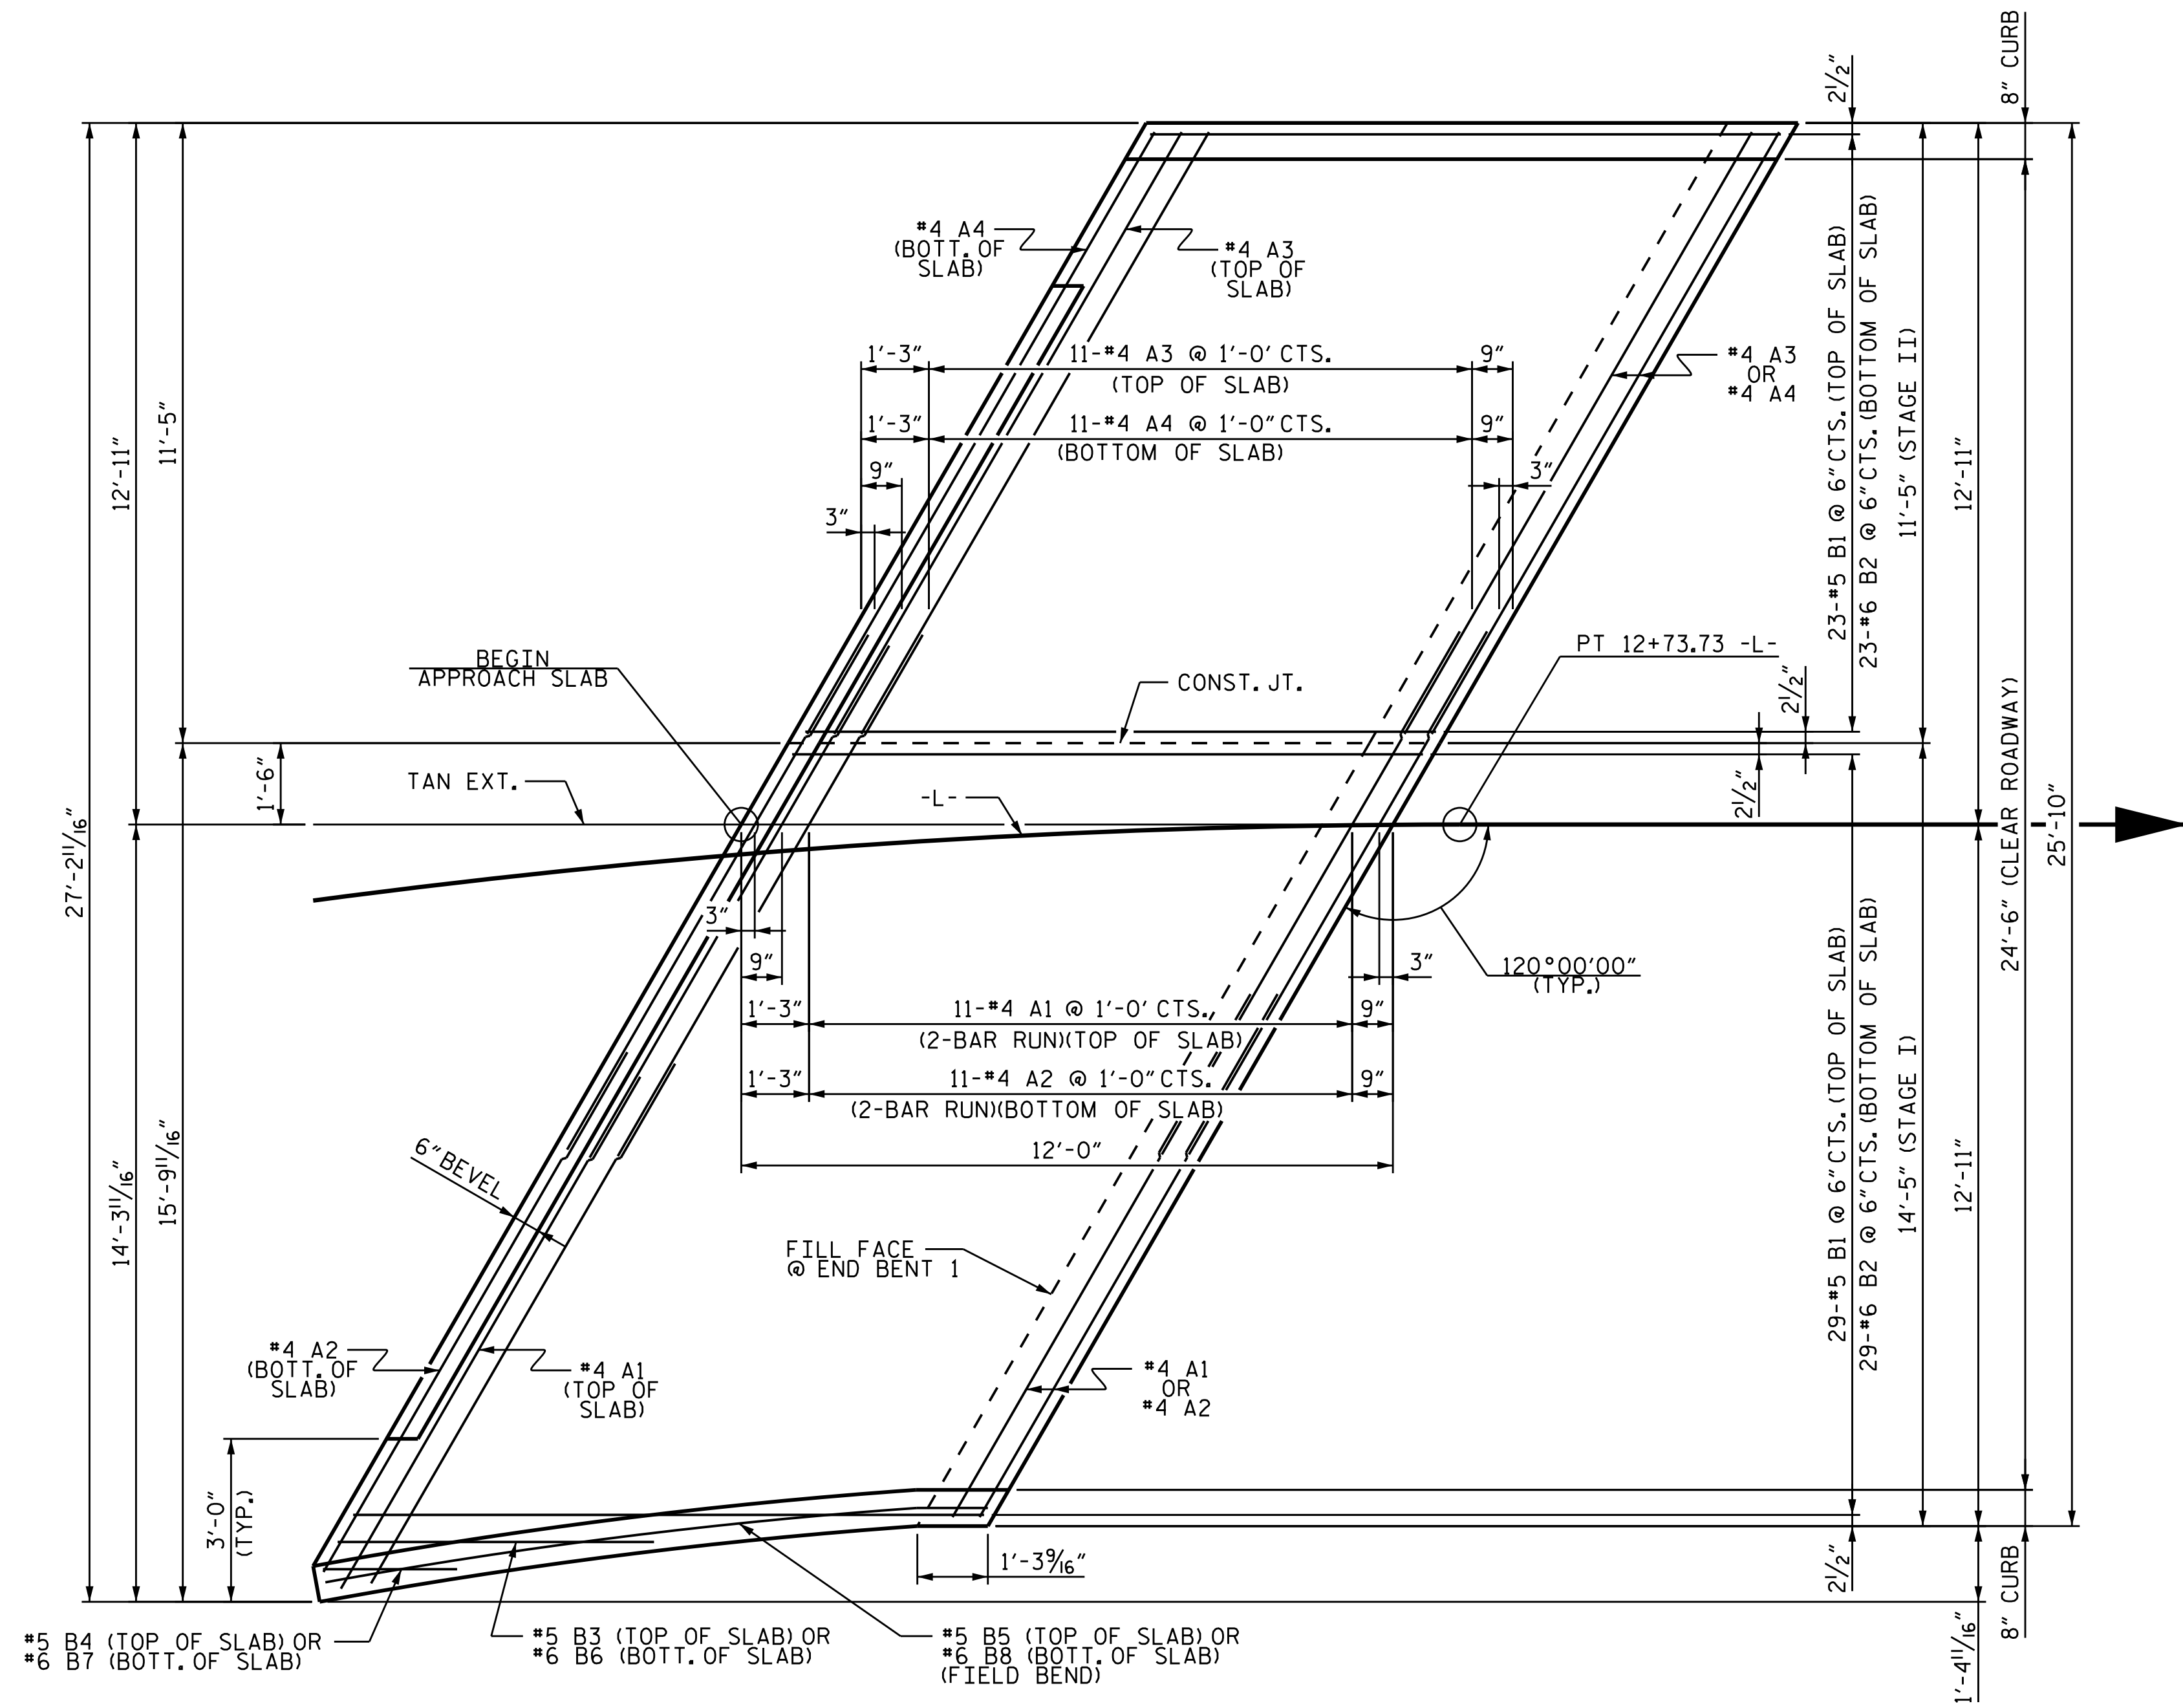 8" CURB
2 1/2"
#4 A4
(BOTT. OF
SLAB)
#4 A3
(TOP OF
SLAB)
1'-3"
11-#4 A3 @ 1'-0' CTS.
9"
(TOP OF SLAB)
#4 A3
OR
#4 A4
1'-3"
11-#4 A4 @ 1'-0" CTS.
9"
(BOTTOM OF SLAB)
9"
3"
3"
12'-11"
11'-5"
23-#5 B1 @ 6" CTS. (TOP OF SLAB)
23-#6 B2 @ 6" CTS. (BOTTOM OF SLAB)
11'-5" (STAGE II)
12'-11"
BEGIN
APPROACH SLAB
PT 12+73.73 -L-
CONST. JT.
2 1/2"
2 1/2"
1'-6"
TAN EXT.
-L-
27'-2 11/16"
24'-6" (CLEAR ROADWAY)
25'-10"
3"
9"
3"
120°00'00"
(TYP.)
1'-3"
11-#4 A1 @ 1'-0' CTS.
9"
(2-BAR RUN)(TOP OF SLAB)
1'-3"
11-#4 A2 @ 1'-0" CTS.
9"
(2-BAR RUN)(BOTTOM OF SLAB)
12'-0"
14'-3 11/16"
15'-9 11/16"
6" BEVEL
29-#5 B1 @ 6" CTS. (TOP OF SLAB)
29-#6 B2 @ 6" CTS. (BOTTOM OF SLAB)
14'-5" (STAGE I)
12'-11"
FILL FACE
@ END BENT 1
#4 A2
(BOTT. OF
SLAB)
#4 A1
(TOP OF
SLAB)
#4 A1
OR
#4 A2
3'-0"
(TYP.)
1'-3 9/16"
2 1/2"
8" CURB
1'-4 11/16"
#5 B4 (TOP OF SLAB) OR
#6 B7 (BOTT. OF SLAB)
#5 B3 (TOP OF SLAB) OR
#6 B6 (BOTT. OF SLAB)
#5 B5 (TOP OF SLAB) OR
#6 B8 (BOTT. OF SLAB)
(FIELD BEND)